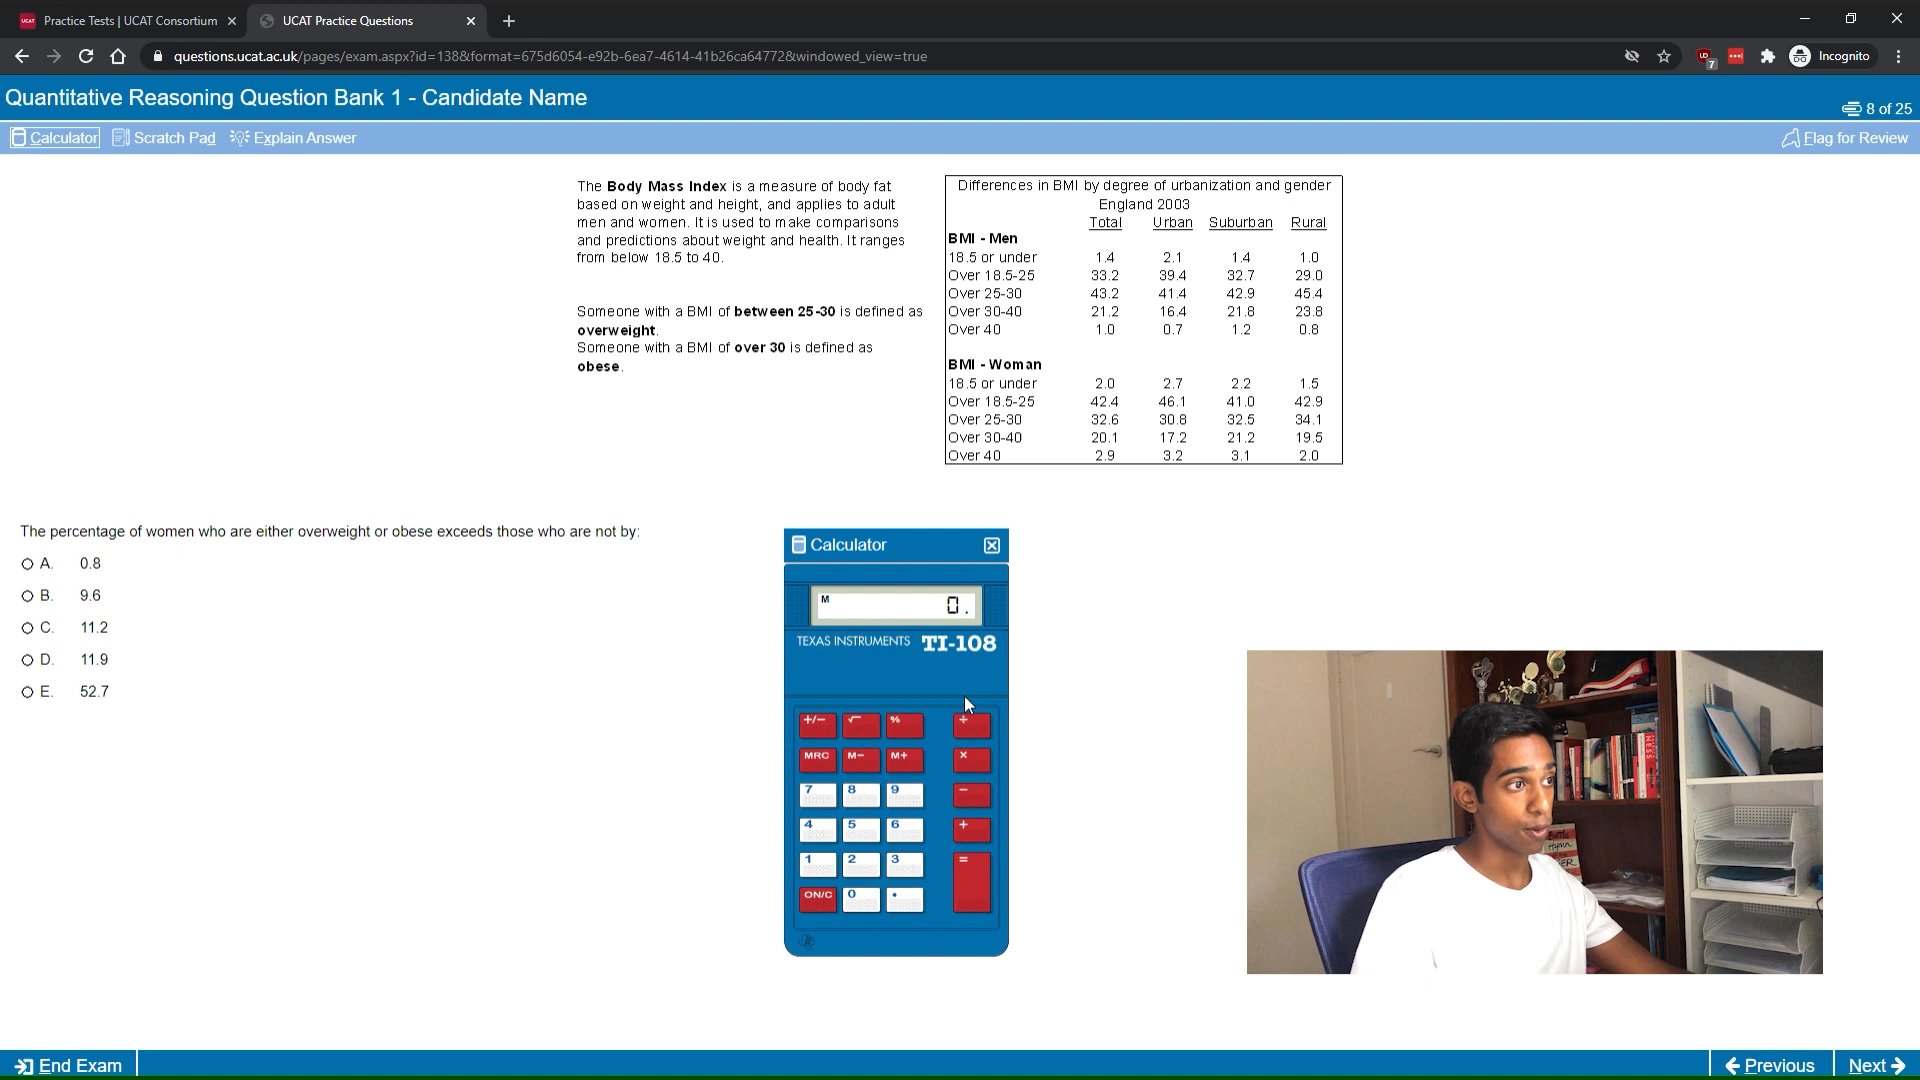 Practice Tests | UCAT Consortium
UCAT Practice Questions
questions.ucat.ac.uk/pages/exam.aspx?id=138&format=675d6054-e92b-6ea7-4614-41b26ca64772&windowed_view=true
7
Incognito
Quantitative Reasoning Question Bank 1 - Candidate Name
8 of 25
Calculator
Scratch Pad
Explain Answer
Flag for Review
The Body Mass Index is a measure of body fat
based on weight and height, and applies to adult
men and women. It is used to make comparisons
and predictions about weight and health. It ranges
from below 18.5 to 40.
Someone with a BMI of between 25-30 is defined as
overweight.
Someone with a BMI of over 30 is defined as
obese.
Differences in BMI by degree of urbanization and gender
England 2003
Total Urban Suburban Rural
BMI - Men
18.5 or under 1.4 2.1 1.4 1.0
Over 18.5-25 33.2 39.4 32.7 29.0
Over 25-30 43.2 41.4 42.9 45.4
Over 30-40 21.2 16.4 21.8 23.8
Over 40 1.0 0.7 1.2 0.8
BMI - Woman
18.5 or under 2.0 2.7 2.2 1.5
Over 18.5-25 42.4 46.1 41.0 42.9
Over 25-30 32.6 30.8 32.5 34.1
Over 30-40 20.1 17.2 21.2 19.5
Over 40 2.9 3.2 3.1 2.0
The percentage of women who are either overweight or obese exceeds those who are not by:
A. 0.8
B. 9.6
C. 11.2
D. 11.9
E. 52.7
Calculator
M 0.
TEXAS INSTRUMENTS TI-108
+/− √ % ÷
MRC M− M+ ×
7 8 9 −
4 5 6 +
1 2 3 =
ON/C 0 .
End Exam
Previous
Next